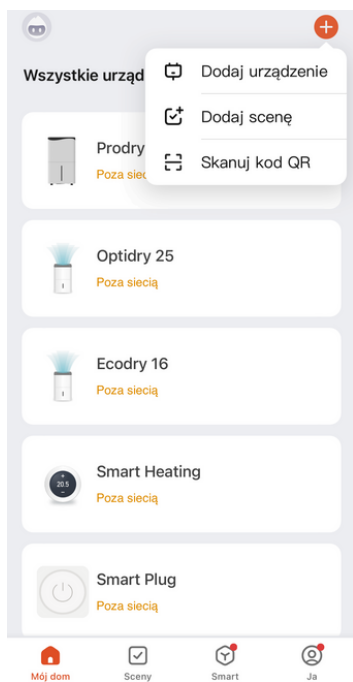 Wszystkie urząd
Dodaj urządzenie
Dodaj scenę
Skanuj kod QR
Prodry
Poza siec
Optidry 25
Poza siecią
Ecodry 16
Poza siecią
20.5
Smart Heating
Poza siecią
Smart Plug
Poza siecią
Mój dom
Sceny
Smart
Ja